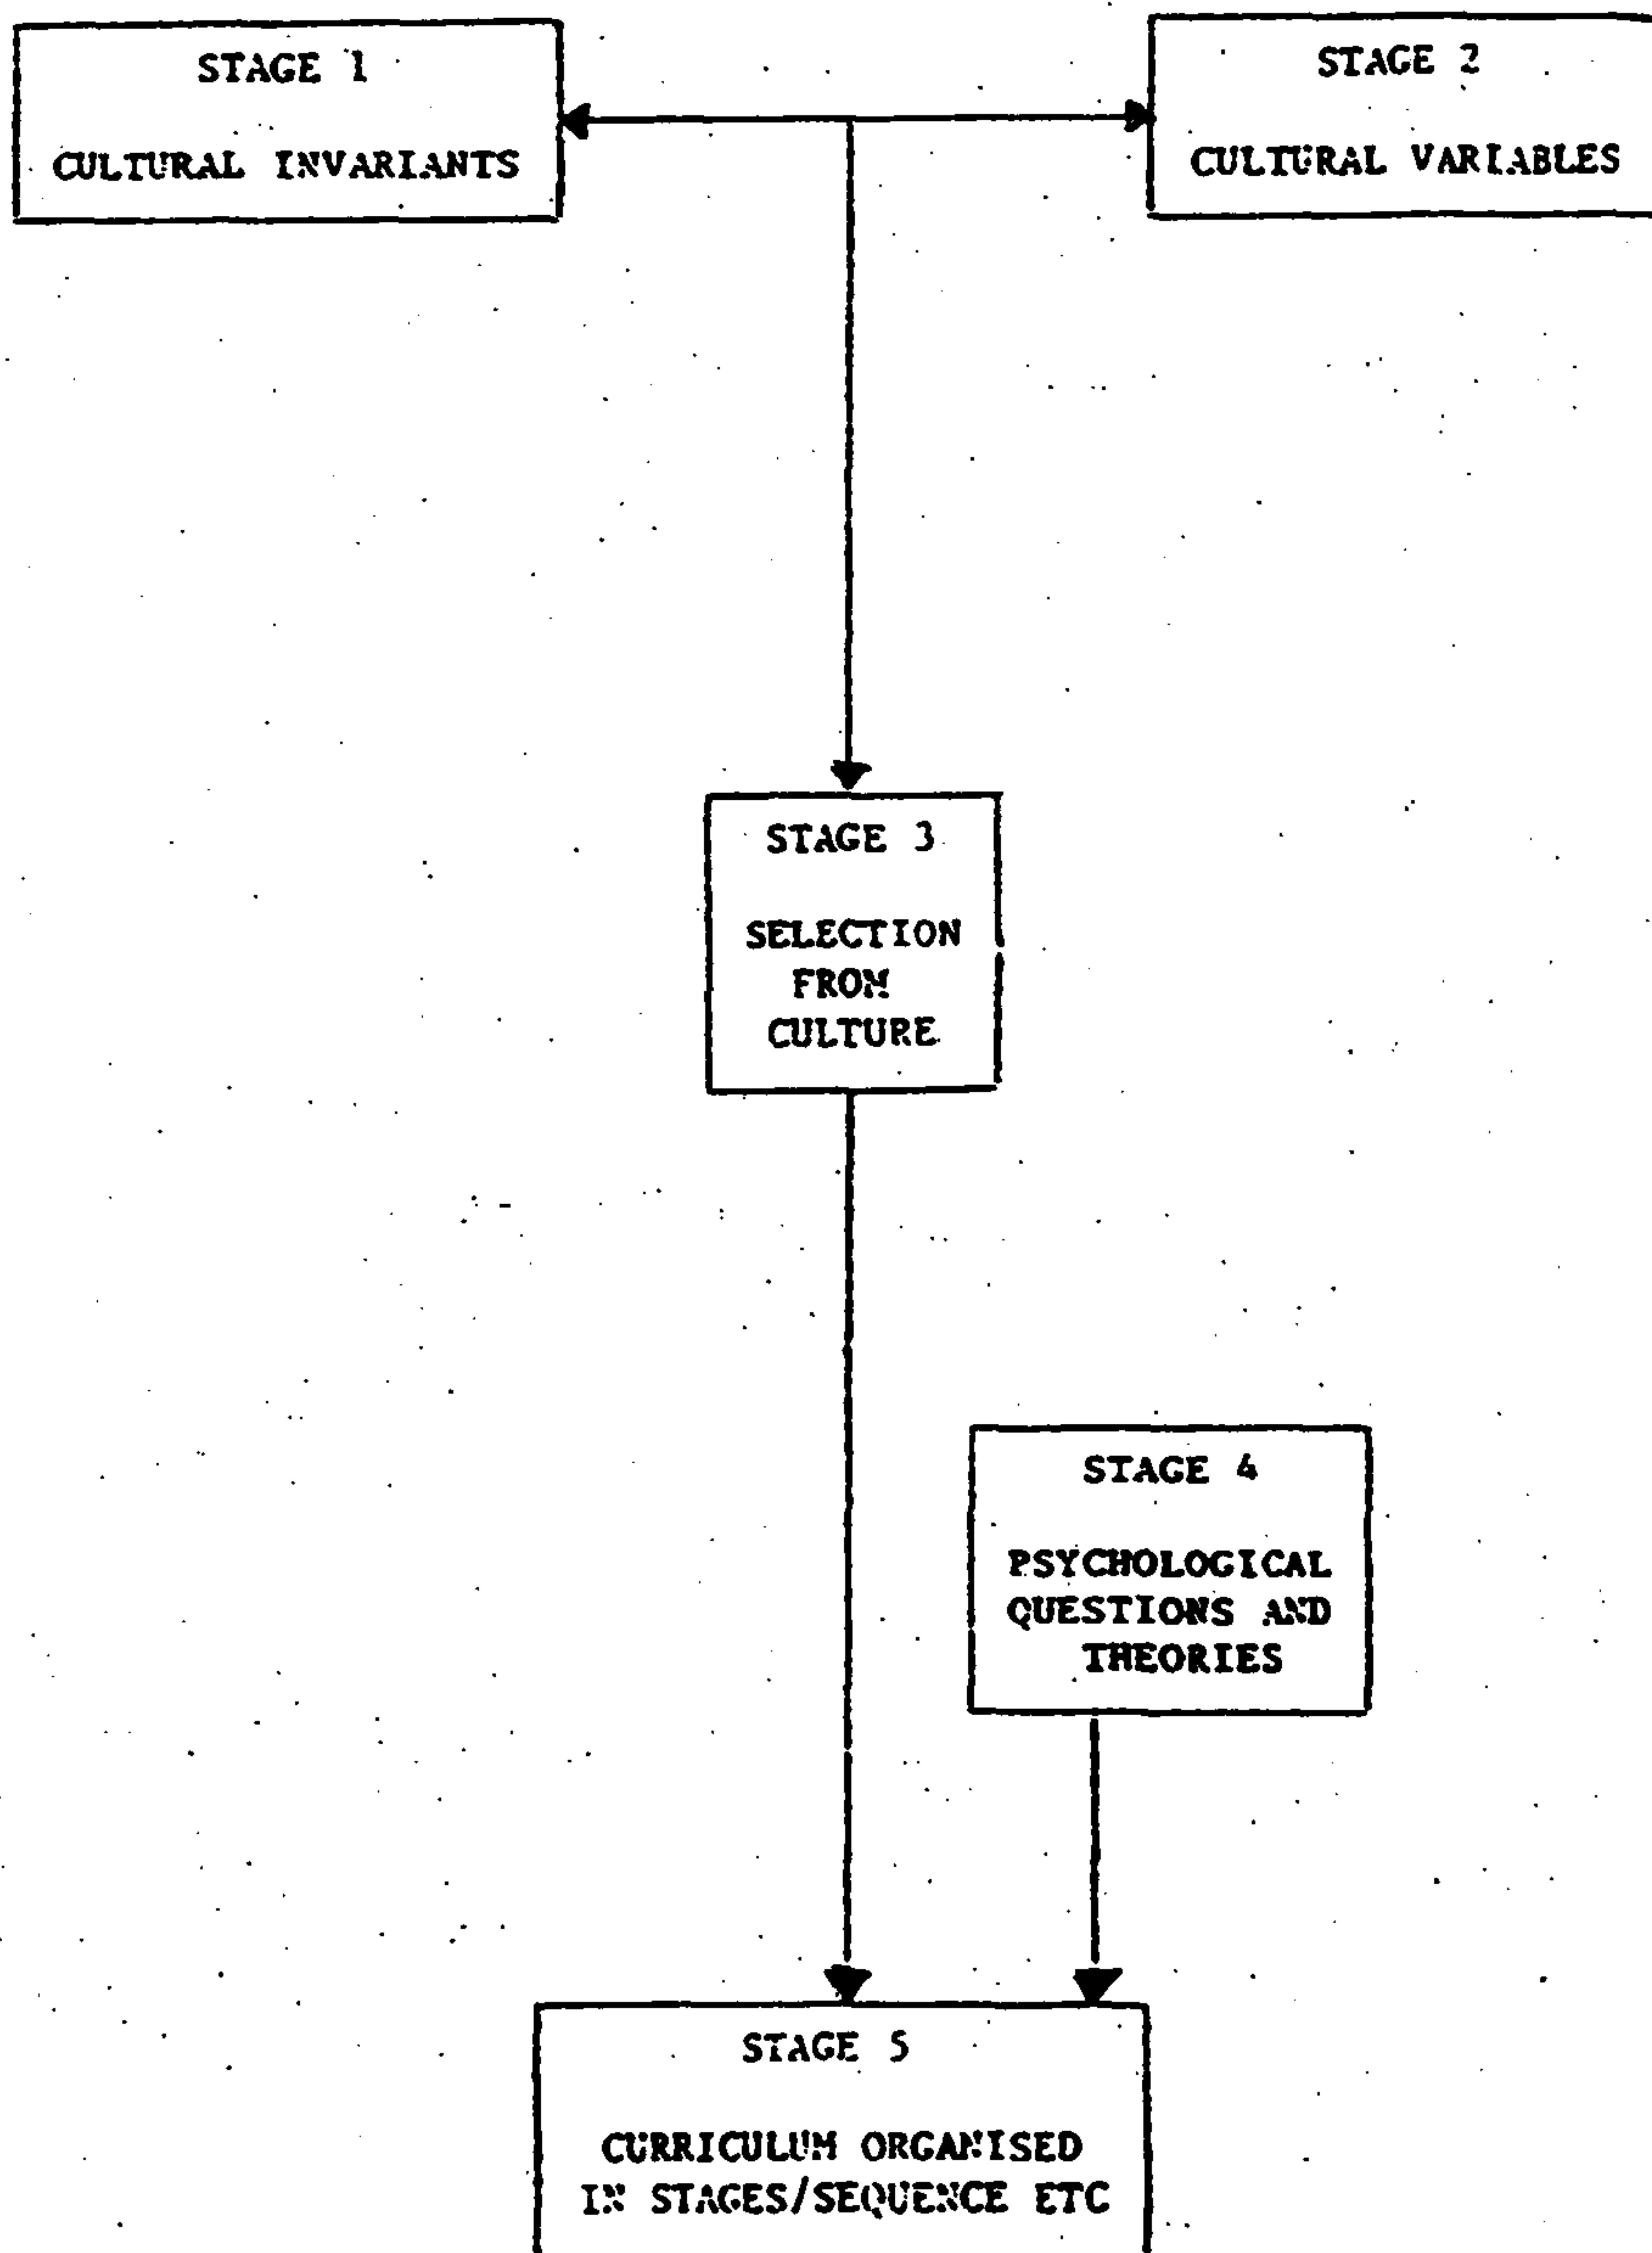 STAGE 1
CULTURAL INVARIANTS
STAGE 2
CULTURAL VARIABLES
STAGE 3
SELECTION
FROM
CULTURE
STAGE 4
PSYCHOLOGICAL
QUESTIONS AND
THEORIES
STAGE 5
CURRICULUM ORGANISED
IN STAGES/SEQUENCE ETC